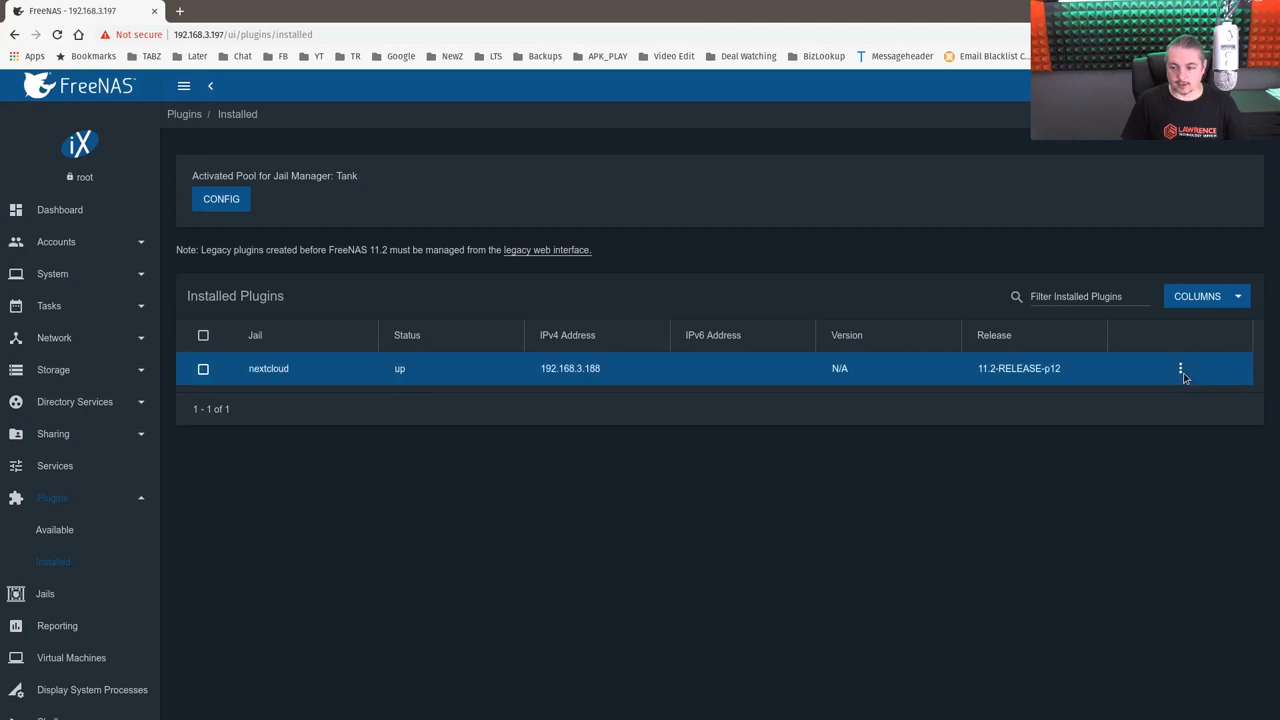 FreeNAS - 192.168.3.197
Not secure
192.168.3.197/ui/plugins/installed
Apps
Bookmarks
TABZ
Later
Chat
FB
YT
TR
Google
NewZ
LTS
Backups
APK_PLAY
Video Edit
Deal Watching
BizLookup
Messageheader
Email Blacklist C...
FreeNAS
Plugins / Installed
iX
root
Dashboard
Accounts
System
Tasks
Network
Storage
Directory Services
Sharing
Services
Plugins
Available
Installed
Jails
Reporting
Virtual Machines
Display System Processes
Activated Pool for Jail Manager: Tank
CONFIG
Note: Legacy plugins created before FreeNAS 11.2 must be managed from the legacy web interface.
Installed Plugins
Filter Installed Plugins
COLUMNS
Jail Status IPv4 Address IPv6 Address Version Release
nextcloud up 192.168.3.188 N/A 11.2-RELEASE-p12
1 - 1 of 1
LAWRENCE